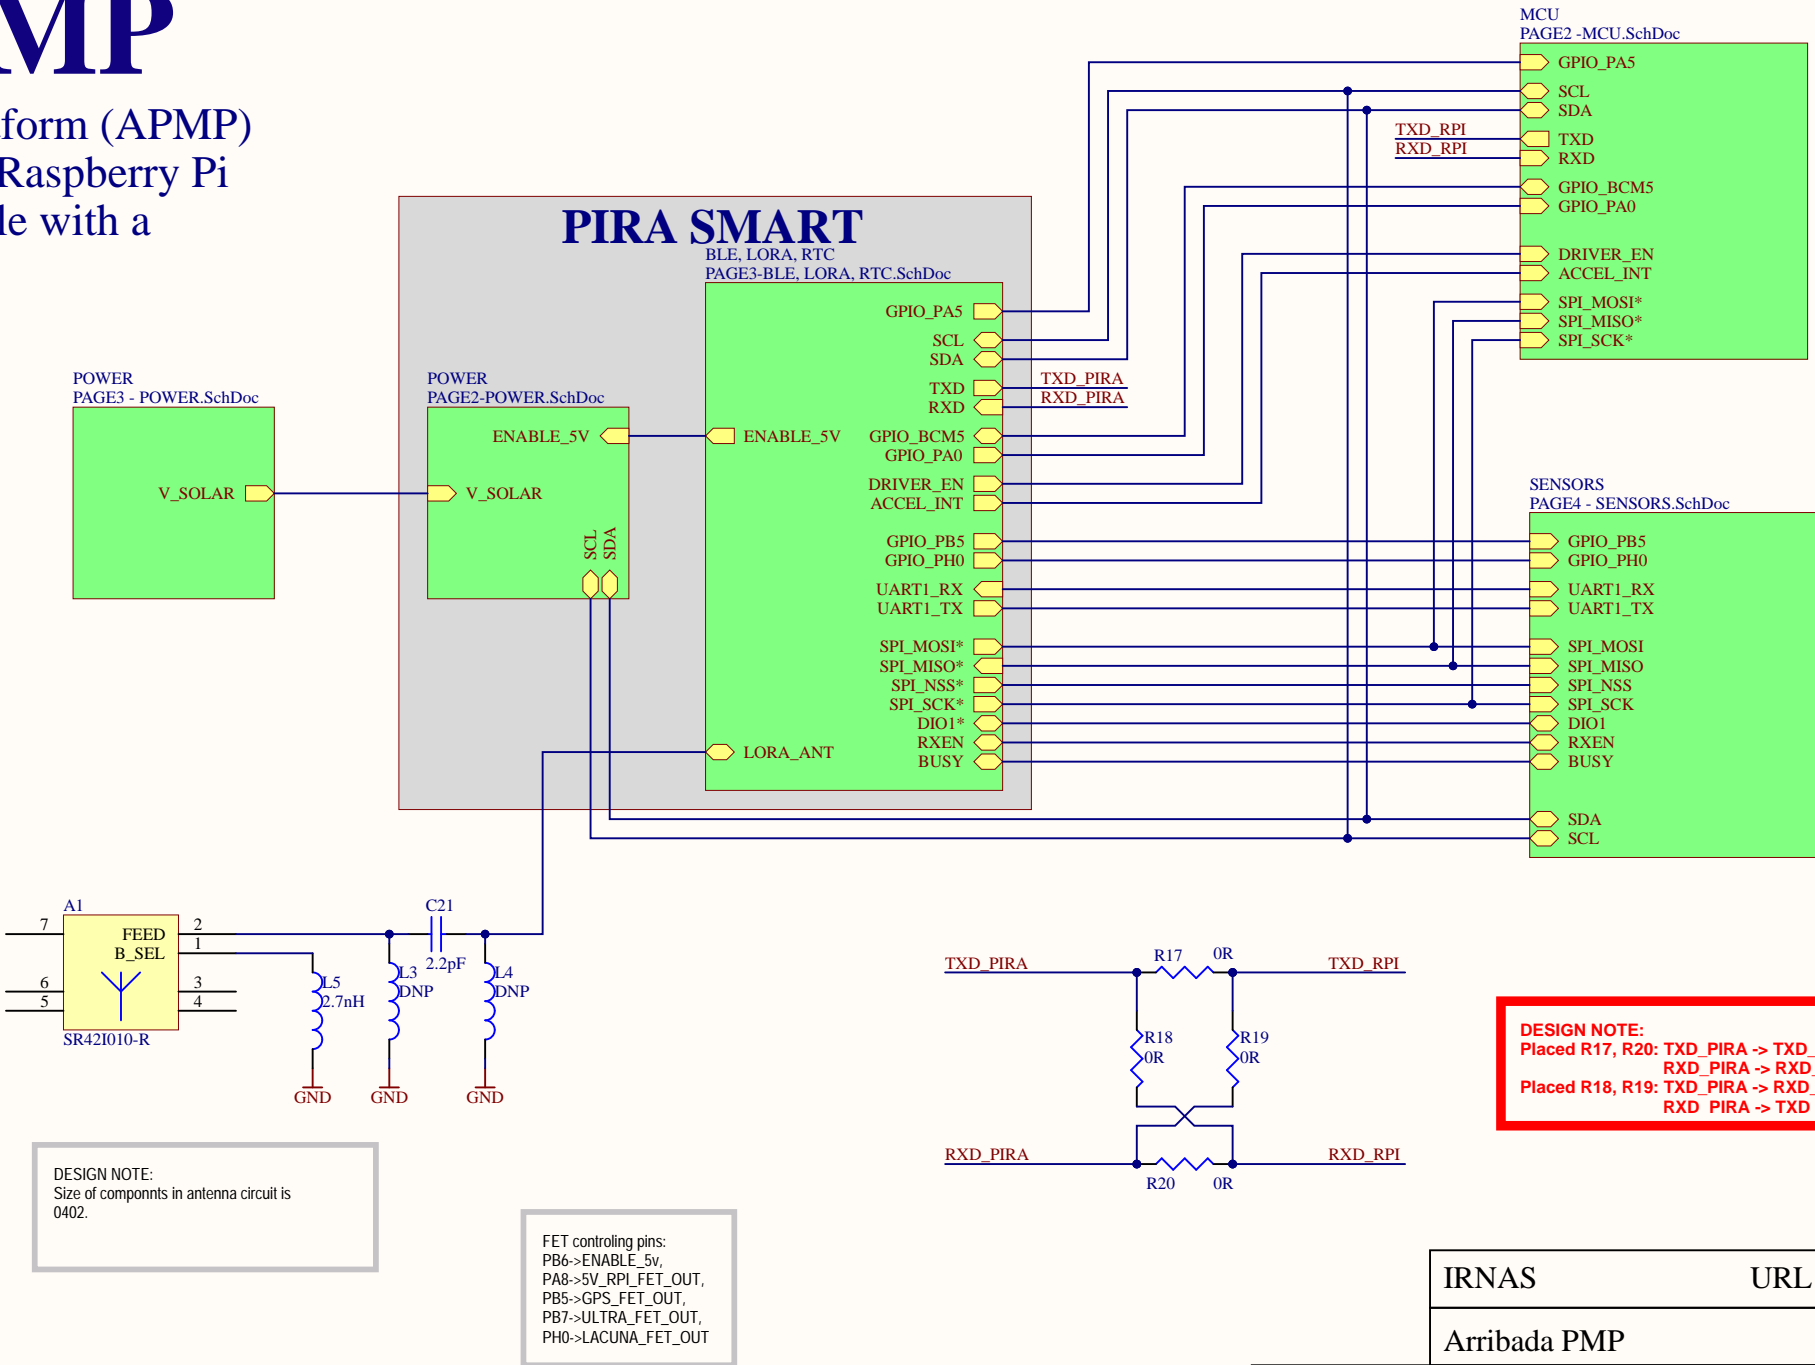 MP
form (APMP)
Raspberry Pi
le with a
PIRA SMART
BLE, LORA, RTC
PAGE3-BLE, LORA, RTC.SchDoc
GPIO_PA5
SCL
SDA
TXD
RXD
GPIO_BCM5
GPIO_PA0
DRIVER_EN
ACCEL_INT
GPIO_PB5
GPIO_PH0
UART1_RX
UART1_TX
SPI_MOSI*
SPI_MISO*
SPI_NSS*
SPI_SCK*
DIO1*
RXEN
BUSY
ENABLE_5V
LORA_ANT
TXD_PIRA
RXD_PIRA
POWER
PAGE3 - POWER.SchDoc
V_SOLAR
POWER
PAGE2-POWER.SchDoc
ENABLE_5V
V_SOLAR
SCL
SDA
MCU
PAGE2 -MCU.SchDoc
GPIO_PA5
SCL
SDA
TXD
RXD
GPIO_BCM5
GPIO_PA0
DRIVER_EN
ACCEL_INT
SPI_MOSI*
SPI_MISO*
SPI_SCK*
TXD_RPI
RXD_RPI
SENSORS
PAGE4 - SENSORS.SchDoc
GPIO_PB5
GPIO_PH0
UART1_RX
UART1_TX
SPI_MOSI
SPI_MISO
SPI_NSS
SPI_SCK
DIO1
RXEN
BUSY
SDA
SCL
A1
7
6
5
FEED
B_SEL
2
1
3
4
SR42I010-R
L5
2.7nH
L3
DNP
C21
2.2pF
L4
DNP
GND
GND
GND
TXD_PIRA
R17
0R
TXD_RPI
R18
0R
R19
0R
RXD_PIRA
R20
0R
RXD_RPI
DESIGN NOTE:
Placed R17, R20: TXD_PIRA -> TXD_
RXD_PIRA -> RXD_
Placed R18, R19: TXD_PIRA -> RXD_
RXD_PIRA -> TXD
DESIGN NOTE:
Size of componnts in antenna circuit is
0402.
FET controling pins:
PB6->ENABLE_5v,
PA8->5V_RPI_FET_OUT,
PB5->GPS_FET_OUT,
PB7->ULTRA_FET_OUT,
PH0->LACUNA_FET_OUT
IRNAS URL
Arribada PMP